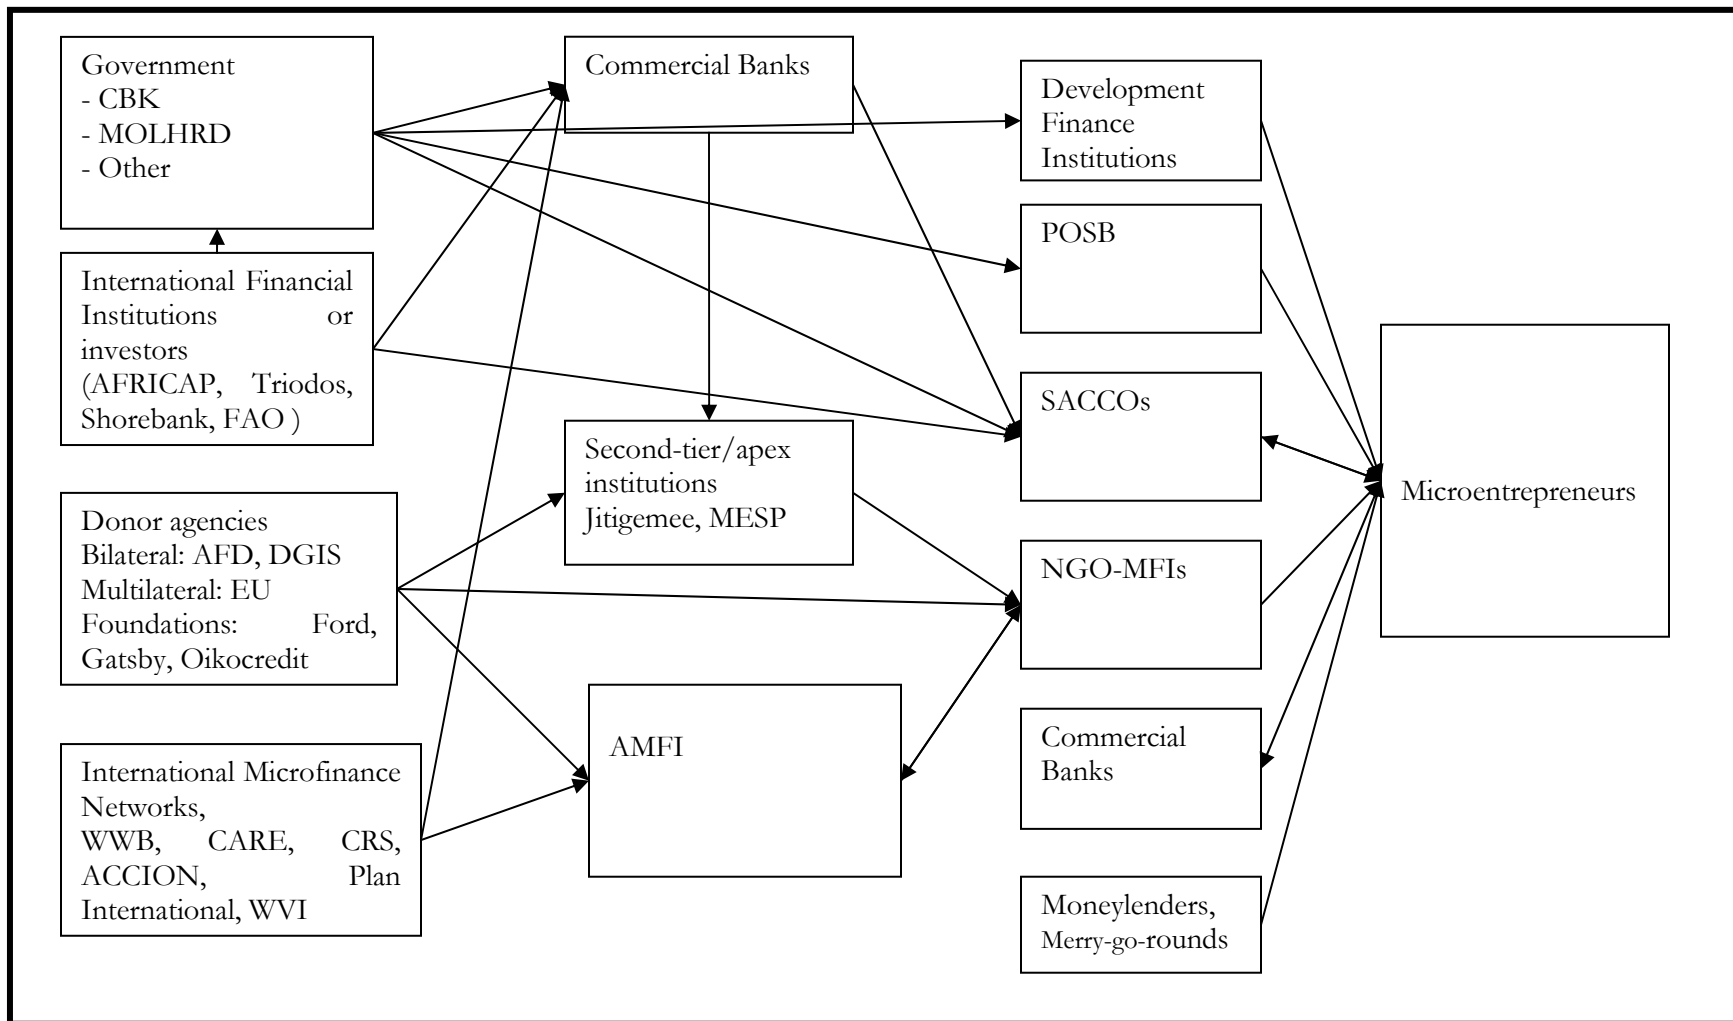 Government
- CBK
- MOLHRD
- Other
International Financial
Institutions or
investors
(AFRICAP, Triodos,
Shorebank, FAO )
Donor agencies
Bilateral: AFD, DGIS
Multilateral: EU
Foundations: Ford,
Gatsby, Oikocredit
International Microfinance
Networks,
WWB, CARE, CRS,
ACCION, Plan
International, WVI
Commercial Banks
Second-tier/apex
institutions
Jitigemee, MESP
AMFI
Development
Finance
Institutions
POSB
SACCOs
NGO-MFIs
Commercial
Banks
Moneylenders,
Merry-go-rounds
Microentrepreneurs